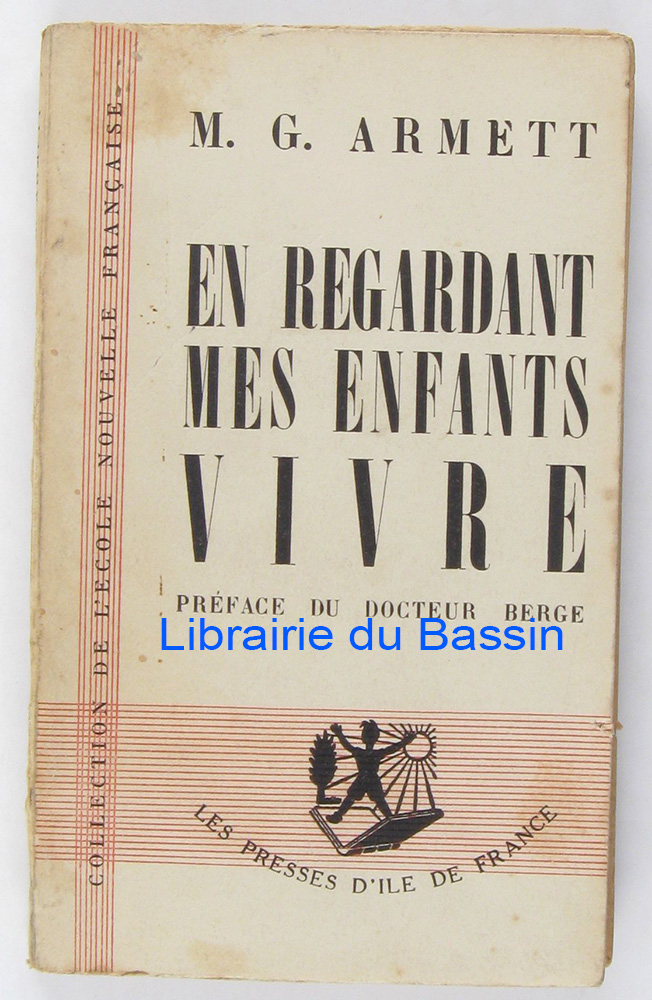 M. G. ARMETT
EN REGARDANT
MES ENFANTS
VIVRE
PRÉFACE DU DOCTEUR BERGE
Librairie du Bassin
LES PRESSES D'ILE DE FRANCE
COLLECTION DE L'ECOLE NOUVELLE FRANÇAISE